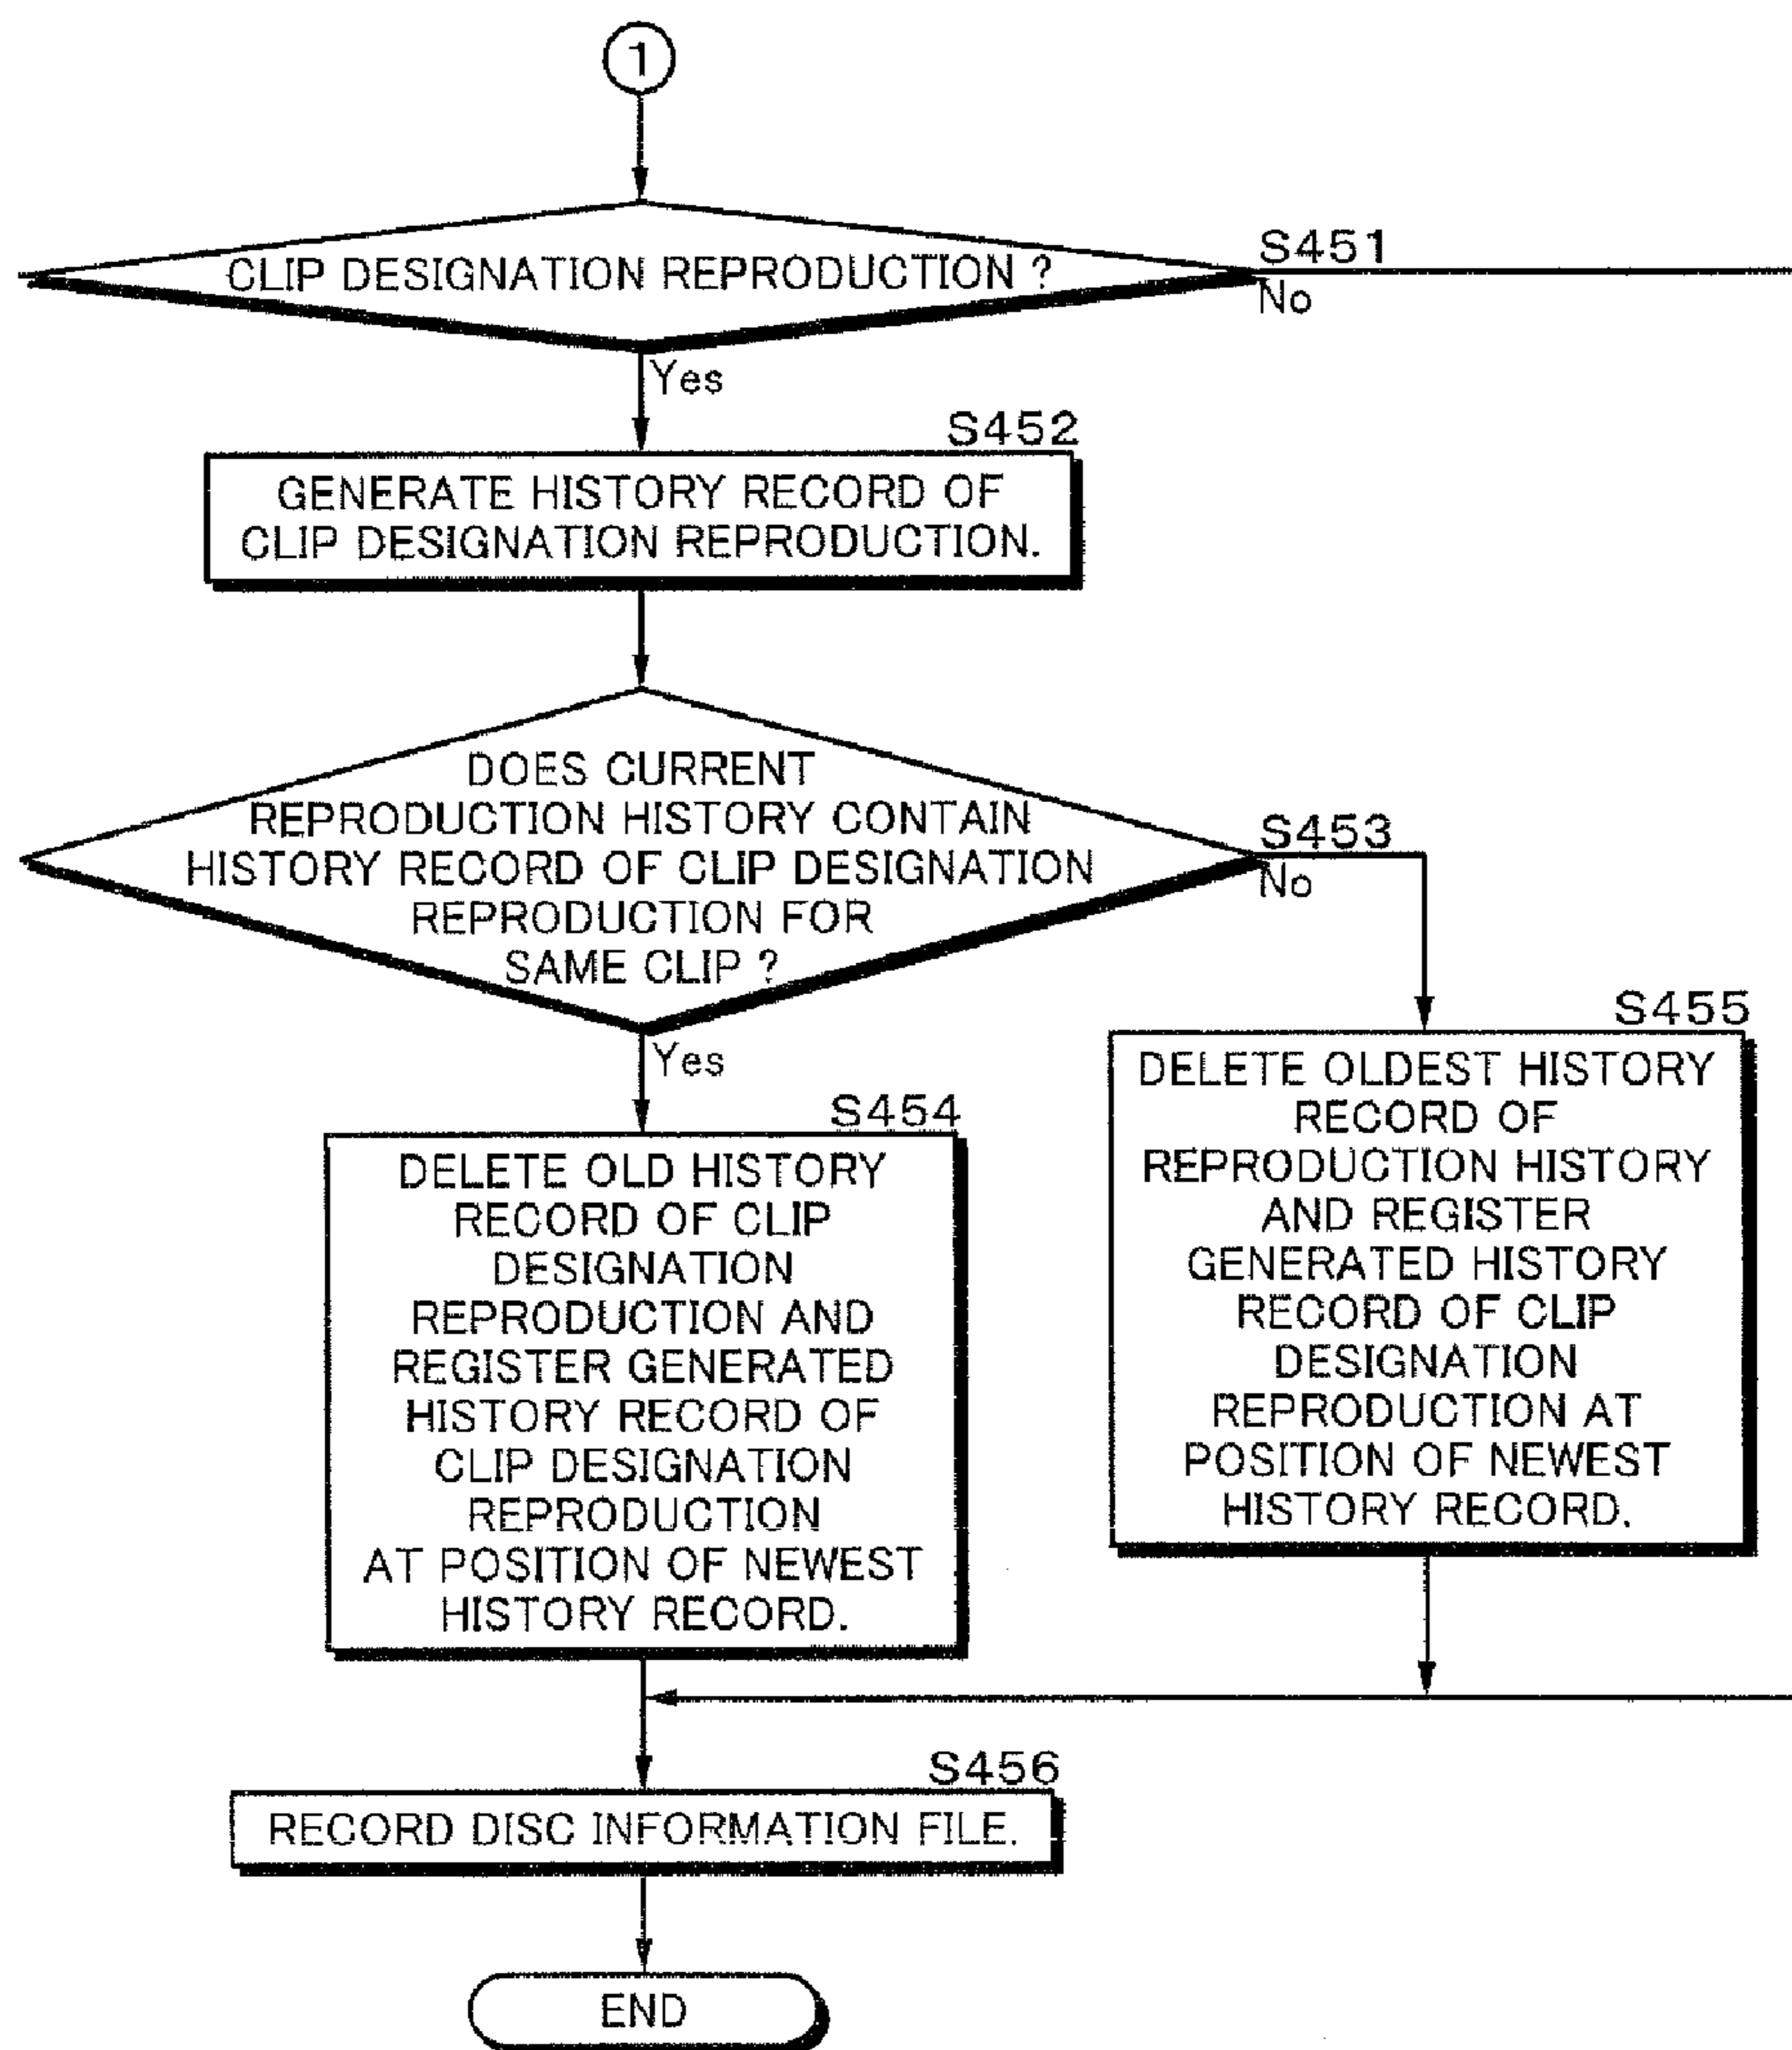 1
CLIP DESIGNATION REPRODUCTION ?
S451
No
Yes
S452
GENERATE HISTORY RECORD OF
CLIP DESIGNATION REPRODUCTION.
DOES CURRENT
REPRODUCTION HISTORY CONTAIN
HISTORY RECORD OF CLIP DESIGNATION
REPRODUCTION FOR
SAME CLIP ?
S453
No
Yes
S454
DELETE OLD HISTORY
RECORD OF CLIP
DESIGNATION
REPRODUCTION AND
REGISTER GENERATED
HISTORY RECORD OF
CLIP DESIGNATION
REPRODUCTION
AT POSITION OF NEWEST
HISTORY RECORD.
S455
DELETE OLDEST HISTORY
RECORD OF
REPRODUCTION HISTORY
AND REGISTER
GENERATED HISTORY
RECORD OF CLIP
DESIGNATION
REPRODUCTION AT
POSITION OF NEWEST
HISTORY RECORD.
S456
RECORD DISC INFORMATION FILE.
END